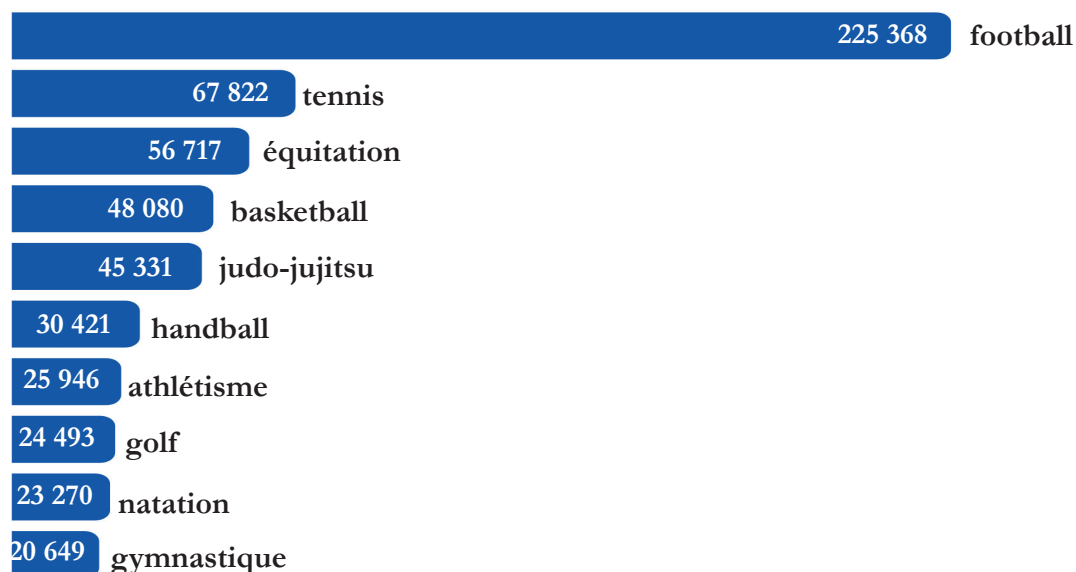 225 368 football
67 822 tennis
56 717 équitation
48 080 basketball
45 331 judo-jujitsu
30 421 handball
25 946 athlétisme
24 493 golf
23 270 natation
20 649 gymnastique